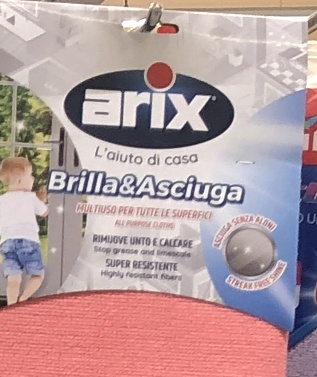 arix
L'aiuto di casa
Brilla&Asciuga
MULTIUSO PER TUTTE LE SUPERFICI
ALL PURPOSE CLOTHS
RIMUOVE UNTO E CALCARE
Stop grease and limescale
SUPER RESISTENTE
Highly resistant fibers
ASCIUGA SENZA ALONI
STREAK FREE SHINE